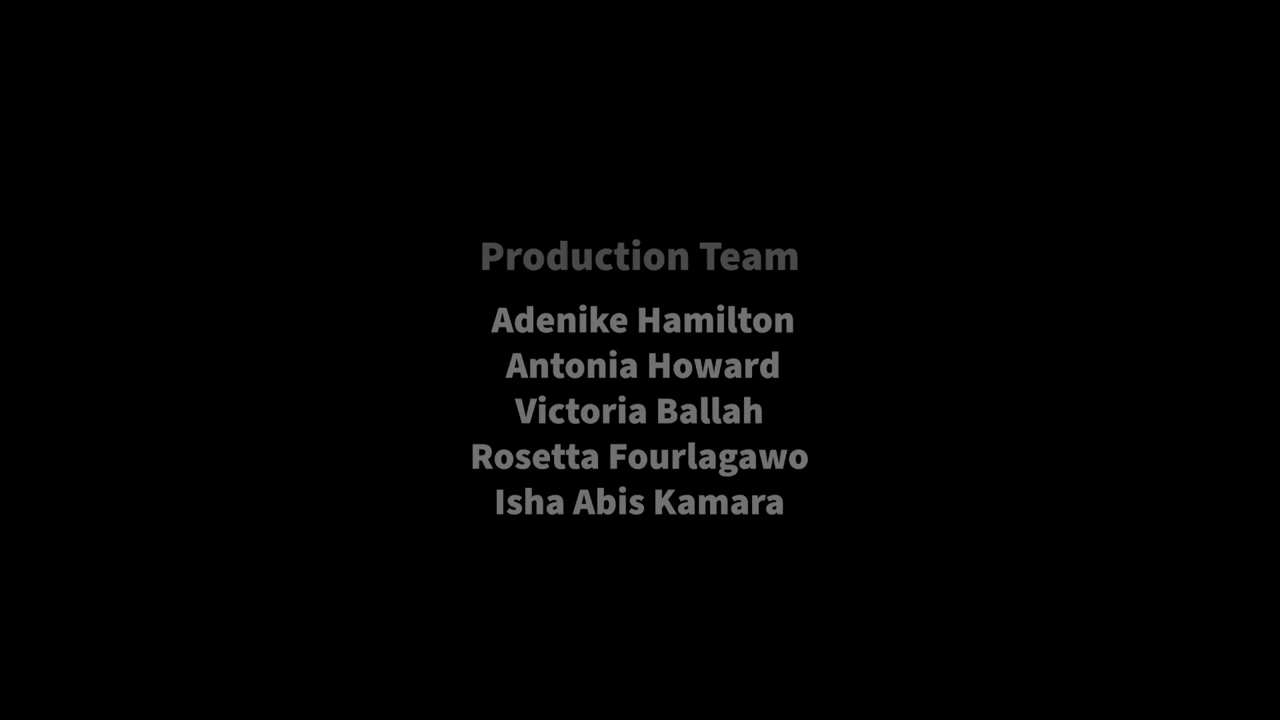 Production Team
Adenike Hamilton
Antonia Howard
Victoria Ballah
Rosetta Fourlagawo
Isha Abis Kamara